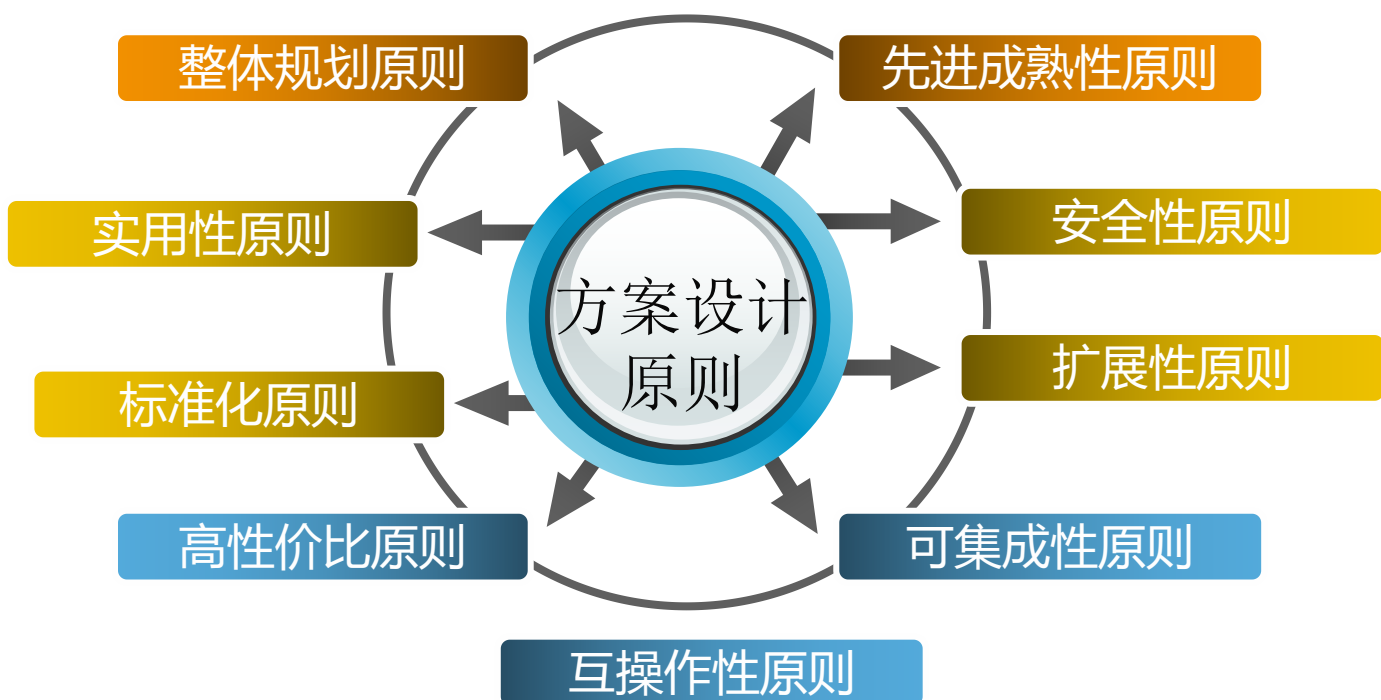 整体规划原则
先进成熟性原则
实用性原则
安全性原则
方案设计
原则
扩展性原则
标准化原则
高性价比原则
可集成性原则
互操作性原则